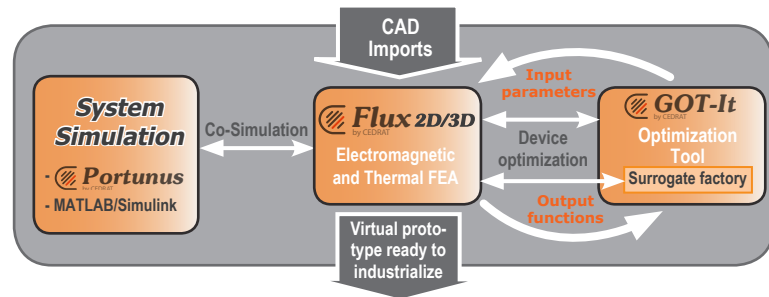 CAD
Imports
System
Simulation
- Portunus
by CEDRAT
- MATLAB/Simulink
Co-Simulation
Flux 2D/3D
by CEDRAT
Electromagnetic
and Thermal FEA
Input
parameters
Device
optimization
Output
functions
GOT-It
by CEDRAT
Optimization
Tool
Surrogate factory
Virtual proto-
type ready to
industrialize